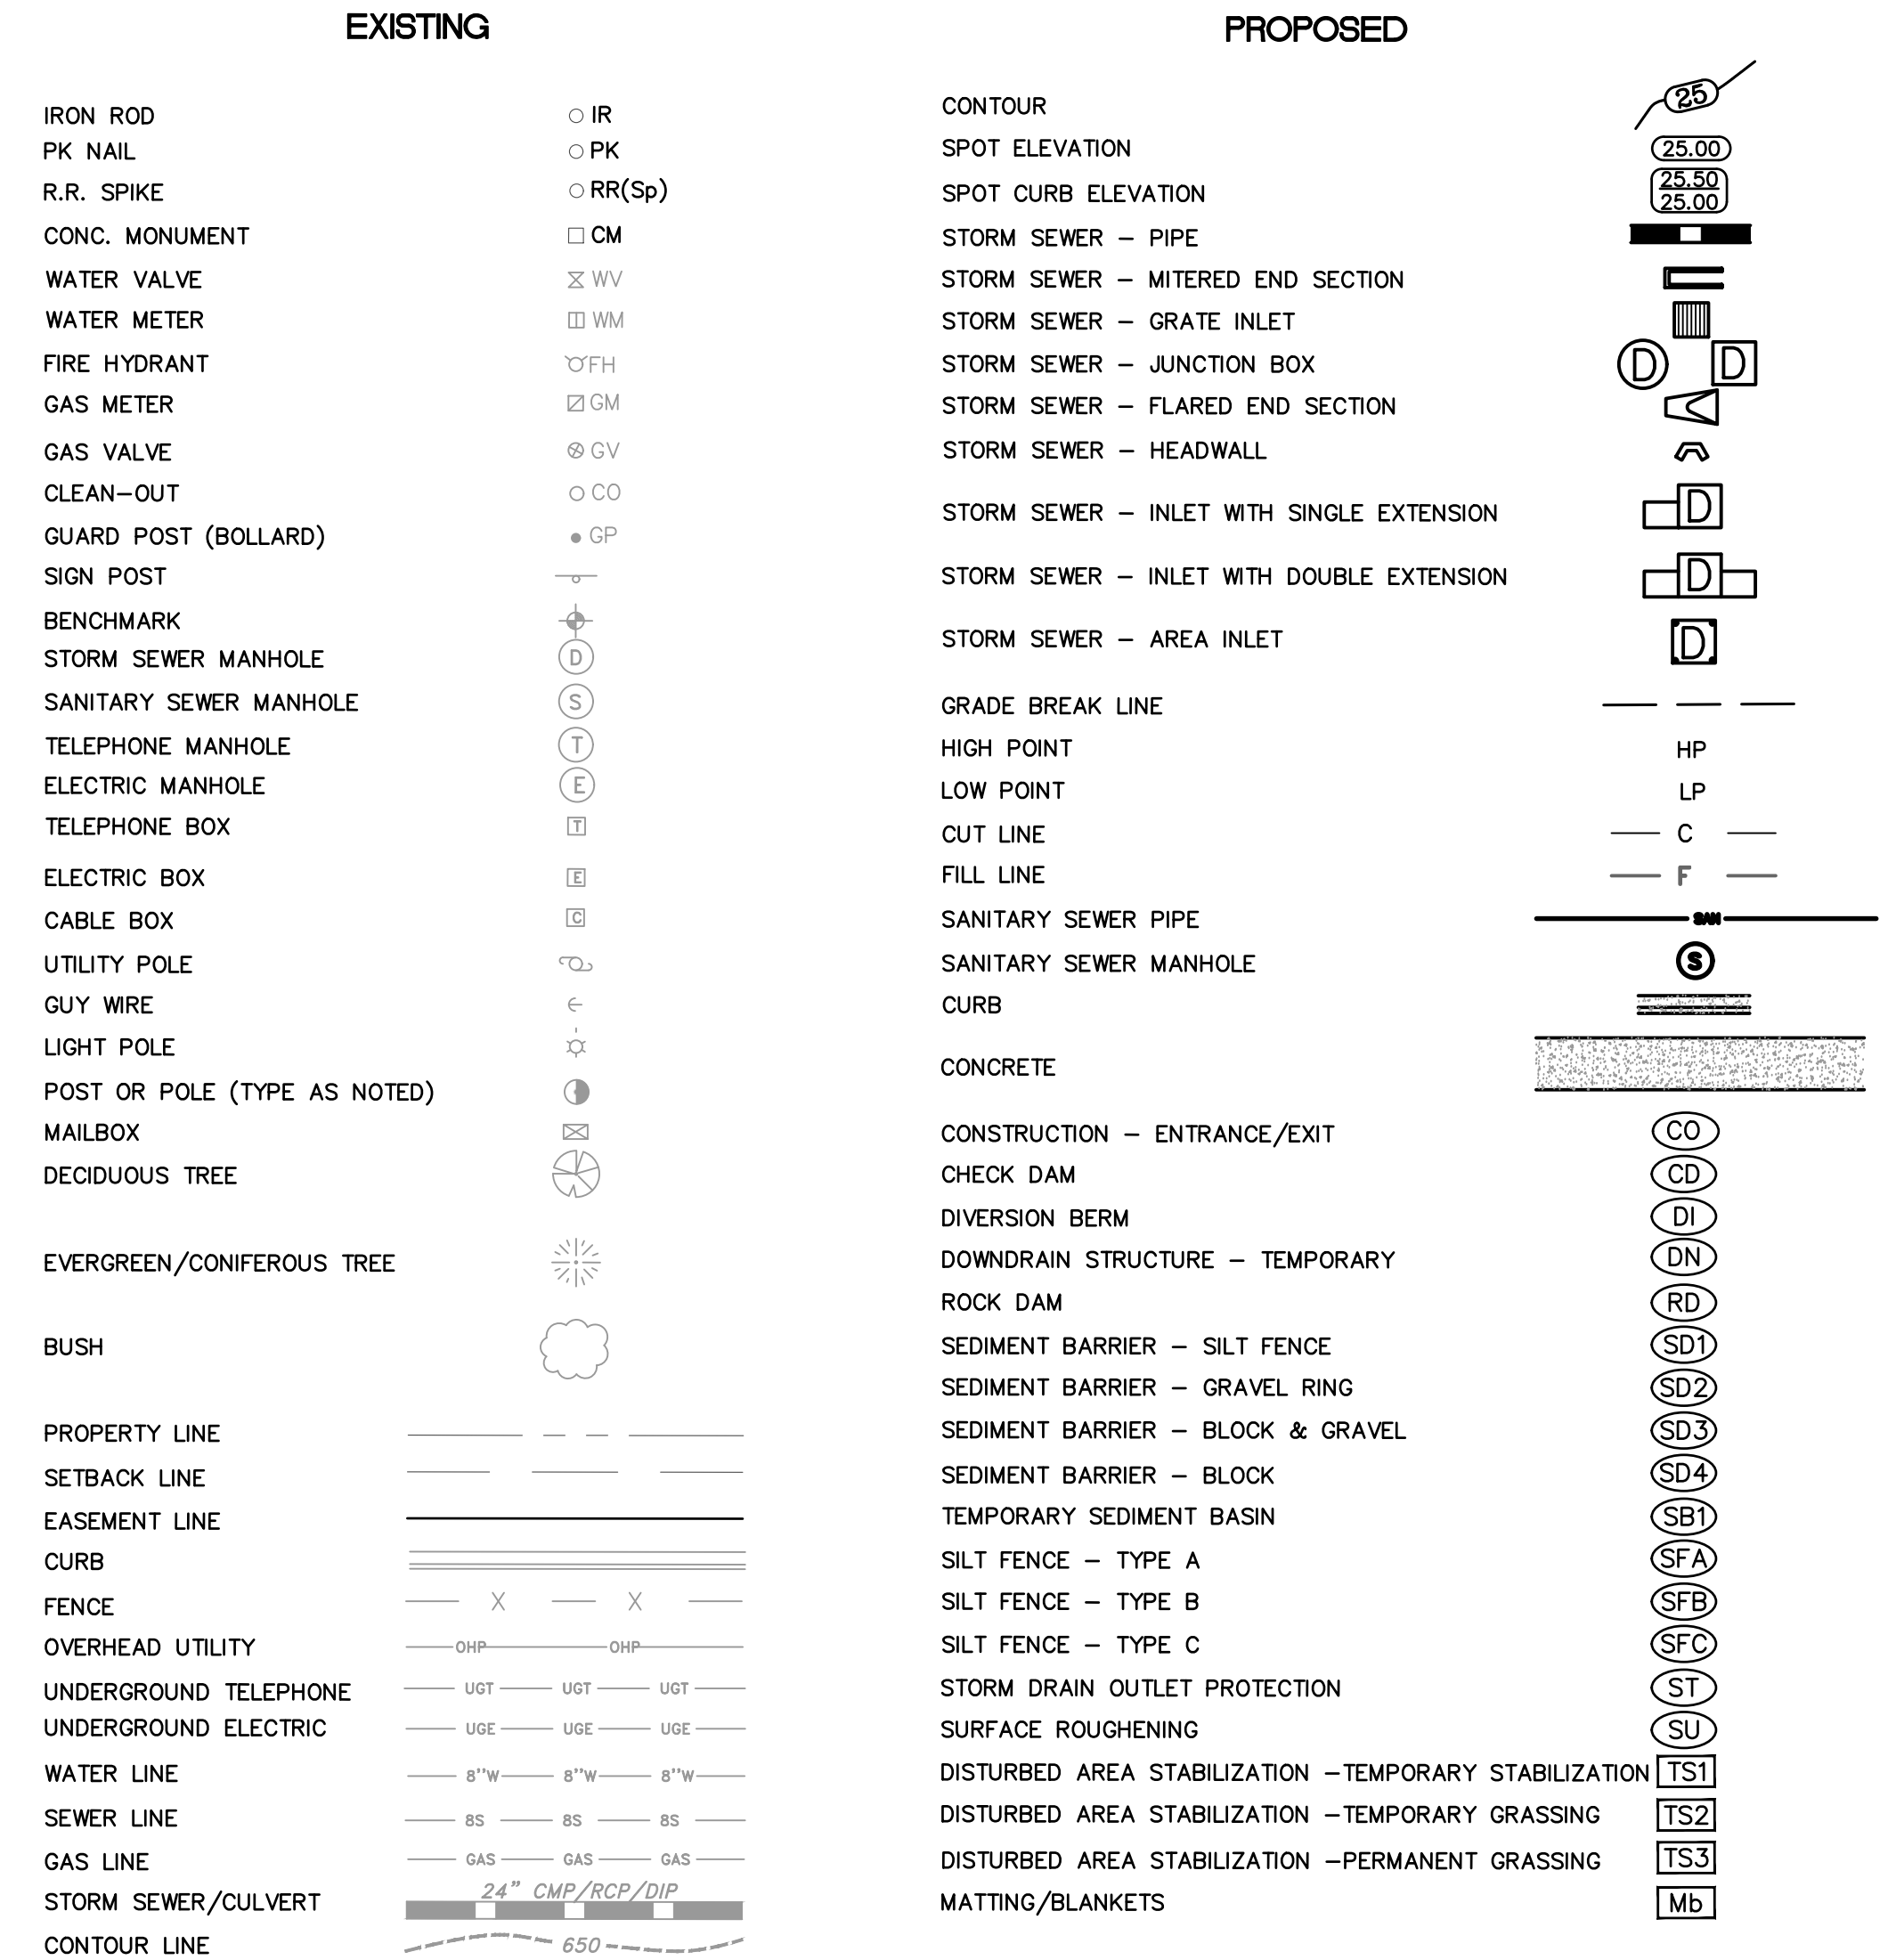 EXISTING
IRON ROD IR
PK NAIL PK
R.R. SPIKE RR(Sp)
CONC. MONUMENT CM
WATER VALVE WV
WATER METER WM
FIRE HYDRANT FH
GAS METER GM
GAS VALVE GV
CLEAN-OUT CO
GUARD POST (BOLLARD) GP
SIGN POST
BENCHMARK
STORM SEWER MANHOLE D
SANITARY SEWER MANHOLE S
TELEPHONE MANHOLE T
ELECTRIC MANHOLE E
TELEPHONE BOX T
ELECTRIC BOX E
CABLE BOX C
UTILITY POLE
GUY WIRE
LIGHT POLE
POST OR POLE (TYPE AS NOTED)
MAILBOX
DECIDUOUS TREE
EVERGREEN/CONIFEROUS TREE
BUSH
PROPERTY LINE
SETBACK LINE
EASEMENT LINE
CURB
FENCE X X
OVERHEAD UTILITY OHP OHP
UNDERGROUND TELEPHONE UGT UGT UGT
UNDERGROUND ELECTRIC UGE UGE UGE
WATER LINE 8''W 8''W 8''W
SEWER LINE 8S 8S 8S
GAS LINE GAS GAS GAS
STORM SEWER/CULVERT 24" CMP/RCP/DIP
CONTOUR LINE 650
PROPOSED
CONTOUR 25
SPOT ELEVATION 25.00
SPOT CURB ELEVATION 25.50
25.00
STORM SEWER - PIPE
STORM SEWER - MITERED END SECTION
STORM SEWER - GRATE INLET
STORM SEWER - JUNCTION BOX D D
STORM SEWER - FLARED END SECTION
STORM SEWER - HEADWALL
STORM SEWER - INLET WITH SINGLE EXTENSION D
STORM SEWER - INLET WITH DOUBLE EXTENSION D
STORM SEWER - AREA INLET D
GRADE BREAK LINE
HIGH POINT HP
LOW POINT LP
CUT LINE C
FILL LINE F
SANITARY SEWER PIPE SAN
SANITARY SEWER MANHOLE S
CURB
CONCRETE
CONSTRUCTION - ENTRANCE/EXIT CO
CHECK DAM CD
DIVERSION BERM DI
DOWNDRAIN STRUCTURE - TEMPORARY DN
ROCK DAM RD
SEDIMENT BARRIER - SILT FENCE SD1
SEDIMENT BARRIER - GRAVEL RING SD2
SEDIMENT BARRIER - BLOCK & GRAVEL SD3
SEDIMENT BARRIER - BLOCK SD4
TEMPORARY SEDIMENT BASIN SB1
SILT FENCE - TYPE A SFA
SILT FENCE - TYPE B SFB
SILT FENCE - TYPE C SFC
STORM DRAIN OUTLET PROTECTION ST
SURFACE ROUGHENING SU
DISTURBED AREA STABILIZATION -TEMPORARY STABILIZATION TS1
DISTURBED AREA STABILIZATION -TEMPORARY GRASSING TS2
DISTURBED AREA STABILIZATION -PERMANENT GRASSING TS3
MATTING/BLANKETS Mb